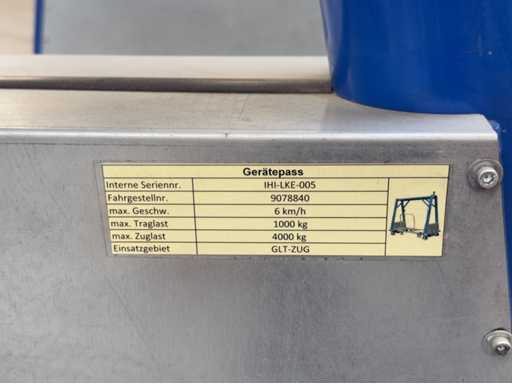 Gerätepass
Interne Seriennr. IHI-LKE-005
Fahrgestellnr. 9078840
max. Geschw. 6 km/h
max. Traglast 1000 kg
max. Zuglast 4000 kg
Einsatzgebiet GLT-ZUG